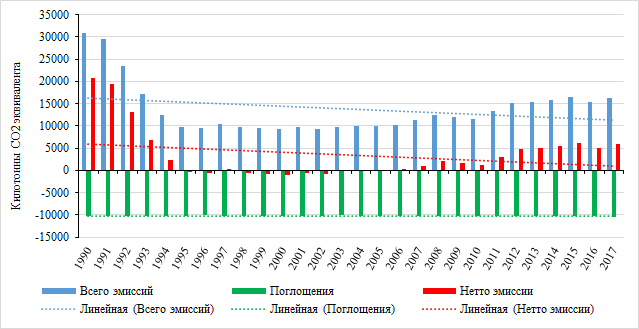 35000
30000
25000
20000
15000
10000
5000
0
-5000
-10000
-15000
Килотонны CO2-эквивалента
1990 1991 1992 1993 1994 1995 1996 1997 1998 1999 2000 2001 2002 2003 2004 2005 2006 2007 2008 2009 2010 2011 2012 2013 2014 2015 2016 2017
Всего эмиссий Поглощения Нетто эмиссии
Линейная (Всего эмиссий) Линейная (Поглощения) Линейная (Нетто эмиссии)